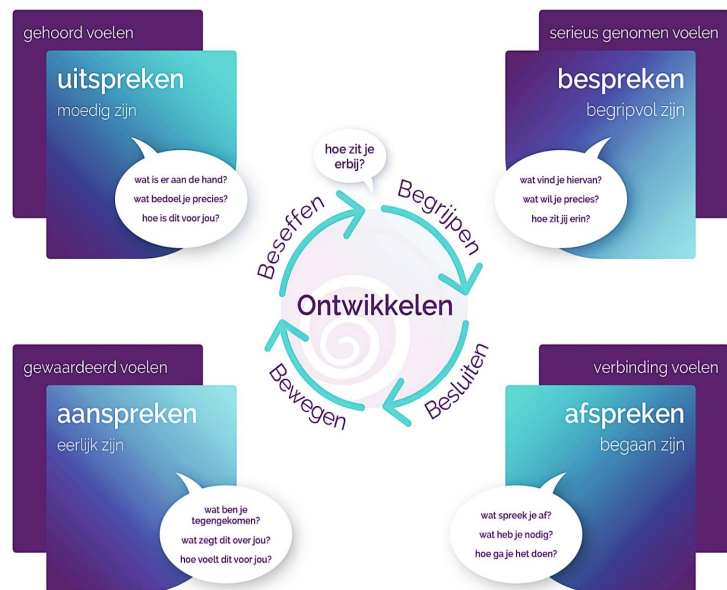 gehoord voelen
uitspreken
moedig zijn
wat is er aan de hand?
wat bedoel je precies?
hoe is dit voor jou?
serieus genomen voelen
bespreken
begripvol zijn
wat vind je hiervan?
wat wil je precies?
hoe zit jij erin?
hoe zit je
erbij?
Beseffen
Begrijpen
Ontwikkelen
Bewegen
Besluiten
gewaardeerd voelen
aanspreken
eerlijk zijn
wat ben je
tegengekomen?
wat zegt dit over jou?
hoe voelt dit voor jou?
verbinding voelen
afspreken
begaan zijn
wat spreek je af?
wat heb je nodig?
hoe ga je het doen?